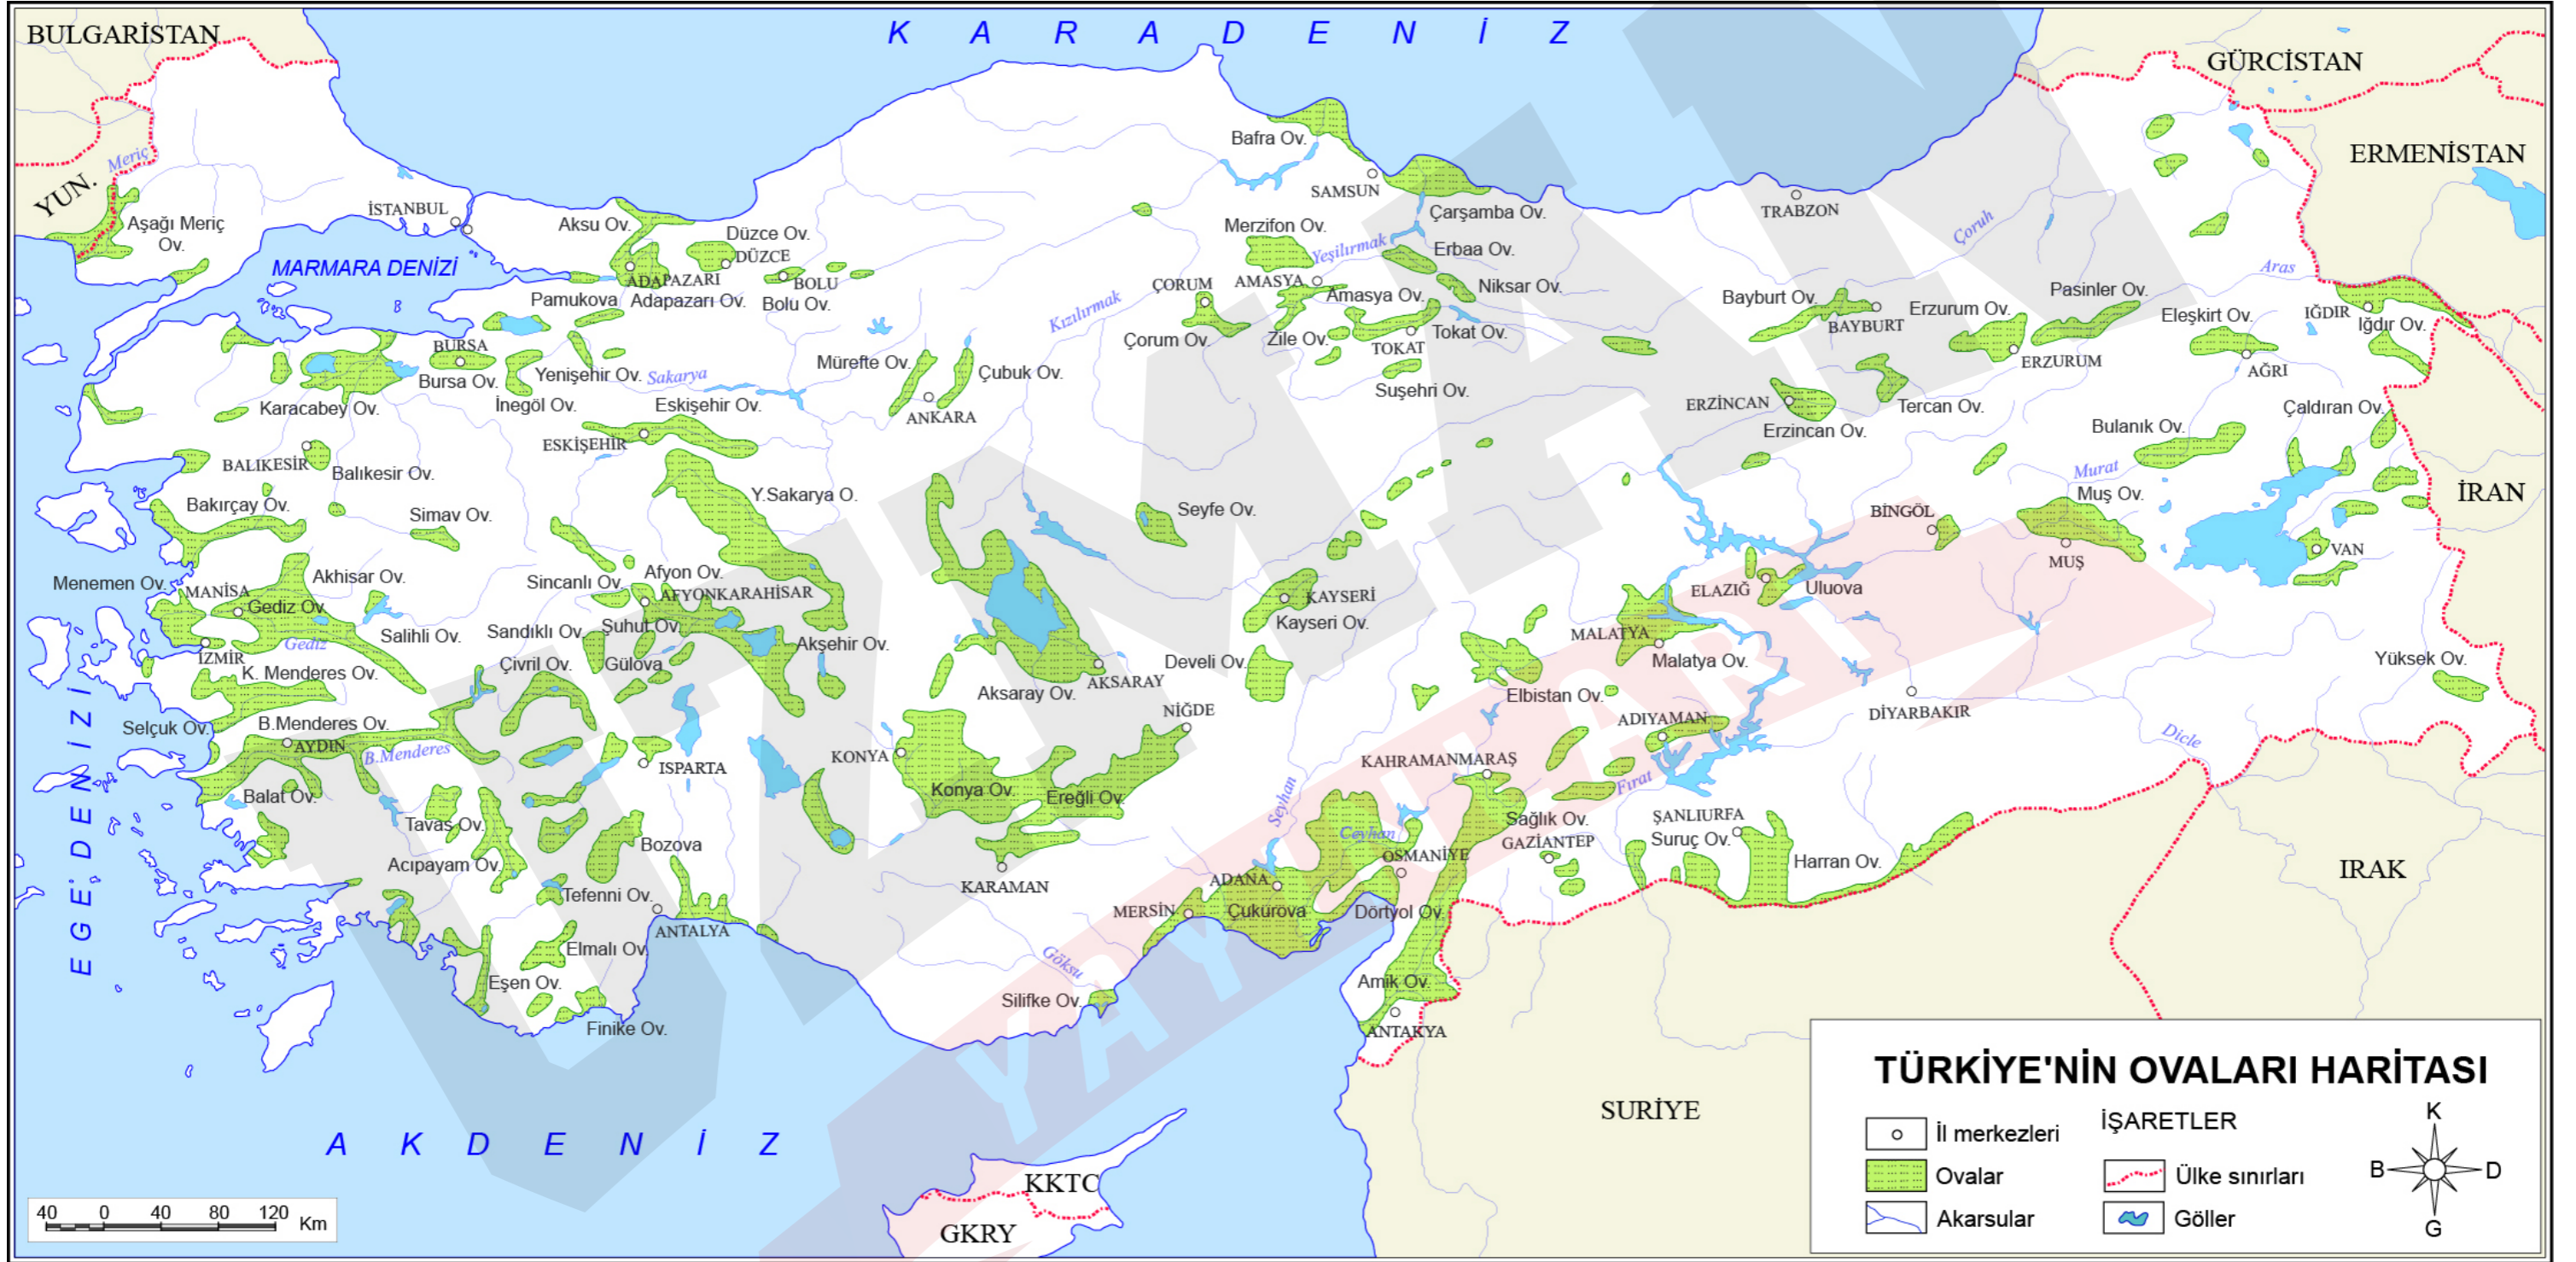 BULGARİSTAN
K A R A D E N İ Z
GÜRCİSTAN
ERMENİSTAN
YUN.
Meriç
Aşağı Meriç
Ov.
İSTANBUL
MARMARA DENİZİ
Aksu Ov.
Düzce Ov.
DÜZCE
ADAPAZARI
BOLU
Pamukova
Adapazarı Ov.
Bolu Ov.
Bafra Ov.
SAMSUN
Çarşamba Ov.
Merzifon Ov.
Yeşilırmak
Erbaa Ov.
ÇORUM
AMASYA
Amasya Ov.
Niksar Ov.
Kızılırmak
Çorum Ov.
Zile Ov.
TOKAT
Tokat Ov.
Suşehri Ov.
TRABZON
Çoruh
Aras
Bayburt Ov.
BAYBURT
Erzurum Ov.
Pasinler Ov.
ERZURUM
Eleşkirt Ov.
IĞDIR
Iğdır Ov.
AĞRI
BURSA
Bursa Ov.
Yenişehir Ov.
İnegöl Ov.
Karacabey Ov.
Sakarya
Mürefte Ov.
Çubuk Ov.
ANKARA
Eskişehir Ov.
ESKİŞEHİR
ERZİNCAN
Erzincan Ov.
Tercan Ov.
Çaldıran Ov.
Bulanık Ov.
Murat
BALIKESİR
Balıkesir Ov.
Bakırçay Ov.
Simav Ov.
Y.Sakarya O.
Seyfe Ov.
BİNGÖL
Muş Ov.
MUŞ
VAN
İRAN
Menemen Ov.
MANİSA
Akhisar Ov.
Gediz Ov.
Gediz
Salihli Ov.
İZMİR
Sincanlı Ov.
Afyon Ov.
AFYONKARAHİSAR
Sandıklı Ov.
Şuhut Ov.
Akşehir Ov.
Çivril Ov.
Gülova
KAYSERİ
Kayseri Ov.
Develi Ov.
ELAZIĞ
Uluova
MALATYA
Malatya Ov.
Elbistan Ov.
Yüksek Ov.
K. Menderes Ov.
Selçuk Ov.
B.Menderes Ov.
AYDIN
B.Menderes
Balat Ov.
Aksaray Ov.
AKSARAY
NİĞDE
KONYA
Konya Ov.
Ereğli Ov.
ISPARTA
ADIYAMAN
DİYARBAKIR
Dicle
KAHRAMANMARAŞ
Fırat
Tavas Ov.
Acıpayam Ov.
Bozova
Tefenni Ov.
ANTALYA
Elmalı Ov.
Eşen Ov.
Finike Ov.
KARAMAN
Seyhan
Ceyhan
Sağlık Ov.
GAZİANTEP
ŞANLIURFA
Suruç Ov.
Harran Ov.
OSMANİYE
ADANA
MERSİN
Çukurova
Dörtyol Ov.
Göksu
Silifke Ov.
Amik Ov.
ANTAKYA
IRAK
SURİYE
EGE DENİZİ
A K D E N İ Z
KKTC
GKRY
UZMAN
YAYINLARI
40 0 40 80 120 Km
TÜRKİYE'NİN OVALARI HARİTASI
İŞARETLER
İl merkezleri
Ovalar
Ülke sınırları
Akarsular
Göller
K
B D
G